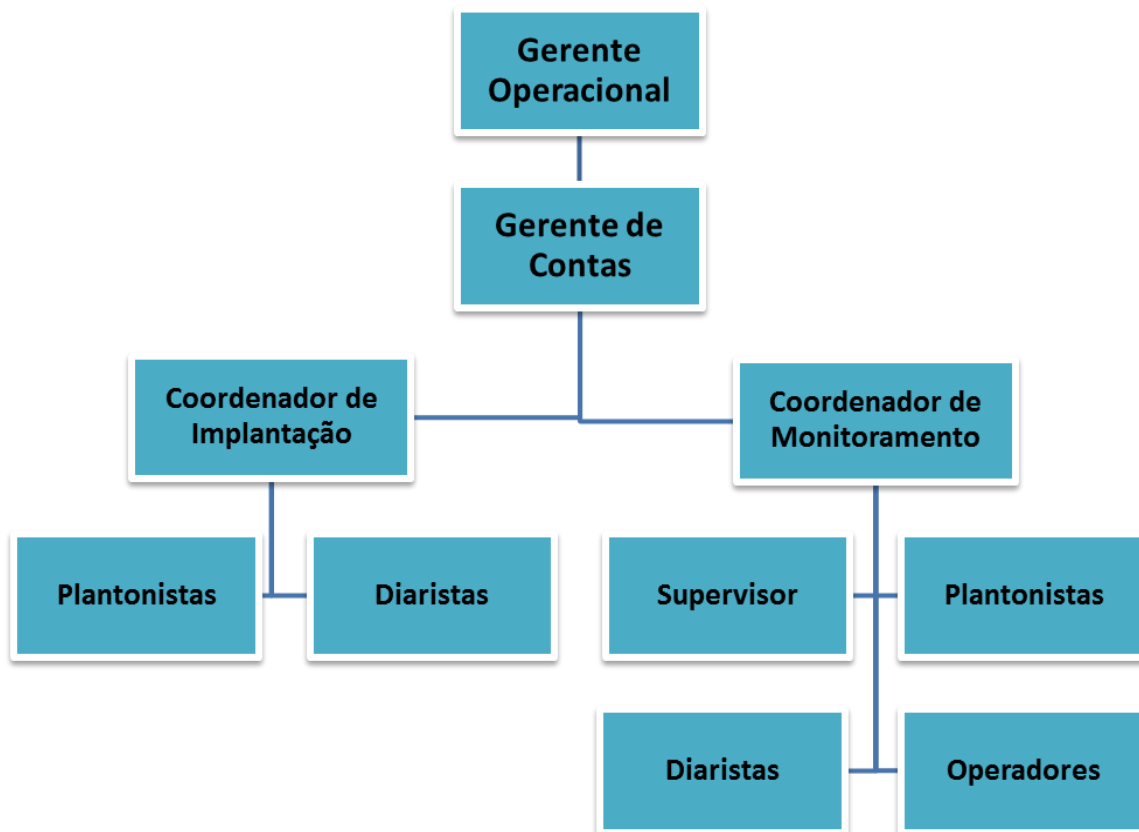 Gerente
Operacional
Gerente de
Contas
Coordenador de
Implantação
Coordenador de
Monitoramento
Plantonistas
Diaristas
Supervisor
Plantonistas
Diaristas
Operadores